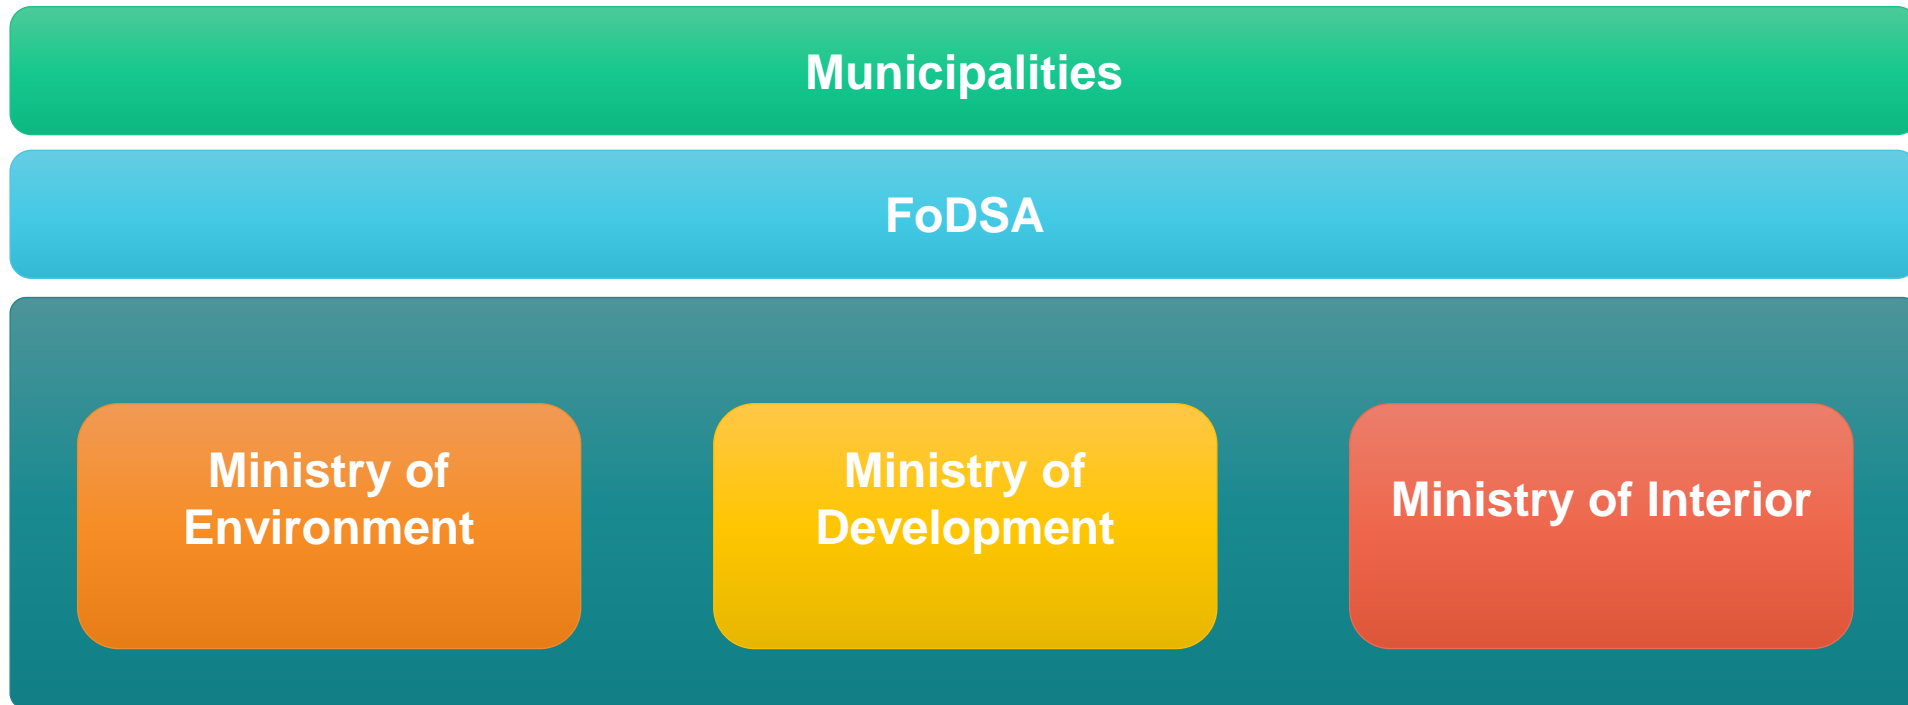 Municipalities
FoDSA
Ministry of
Environment
Ministry of
Development
Ministry of Interior